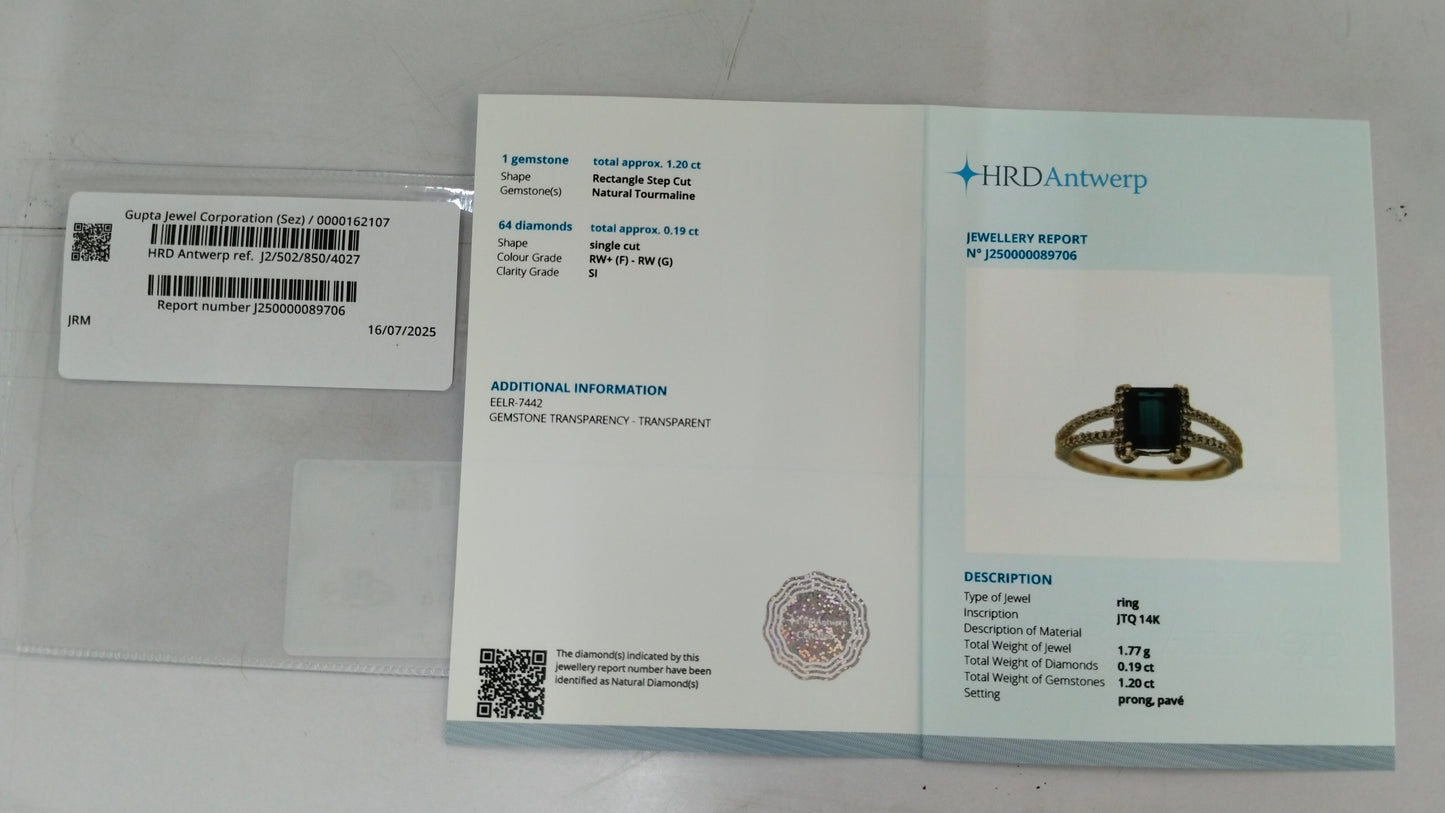 Gupta Jewel Corporation (Sez) / 0000162107
HRD Antwerp ref. J2/502/850/4027
Report number J250000089706
JRM
16/07/2025
1 gemstone total approx. 1.20 ct
Shape Rectangle Step Cut
Gemstone(s) Natural Tourmaline
64 diamonds total approx. 0.19 ct
Shape single cut
Colour Grade RW+ (F) - RW (G)
Clarity Grade SI
ADDITIONAL INFORMATION
EELR-7442
GEMSTONE TRANSPARENCY - TRANSPARENT
The diamond(s) indicated by this
jewellery report number have been
identified as Natural Diamond(s)
HRD Antwerp
JEWELLERY REPORT
N° J250000089706
DESCRIPTION
Type of Jewel ring
Inscription JTQ 14K
Description of Material
Total Weight of Jewel 1.77 g
Total Weight of Diamonds 0.19 ct
Total Weight of Gemstones 1.20 ct
Setting prong, pavé